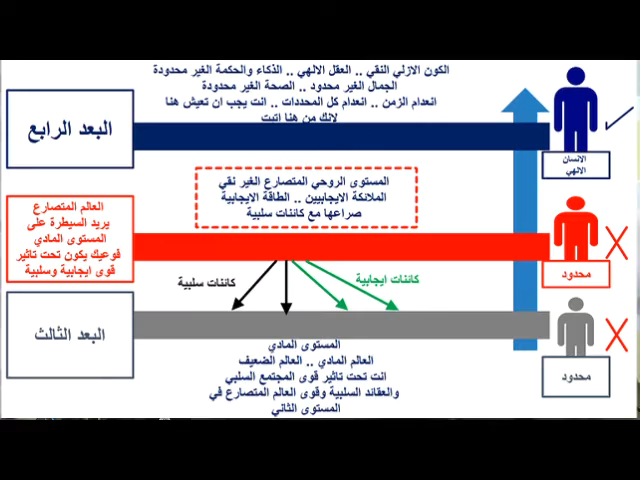 الكون الازلي النقي .. العقل الالهي .. الذكاء والحكمة الغير محدودة
الجمال الغير محدود .. الصحة الغير محدودة
انعدام الزمن .. انعدام كل المحددات .. انت يجب ان تعيش هنا
لانك من هنا اتيت
البعد الرابع
الانسان
الالهي
المستوى الروحي المتصارع الغير نقي
الملائكة الايجابيين .. الطاقة الايجابية
صراعها مع كائنات سلبية
العالم المتصارع
يريد السيطرة على
المستوى المادي
فوعيك يكون تحت تاثير
قوى ايجابية وسلبية
محدود
كائنات ايجابية
كائنات سلبية
البعد الثالث
محدود
المستوى المادي
العالم المادي .. العالم الضعيف
انت تحت تاثير قوى المجتمع السلبي
والعقائد السلبية وقوى العالم المتصارع في
المستوى الثاني